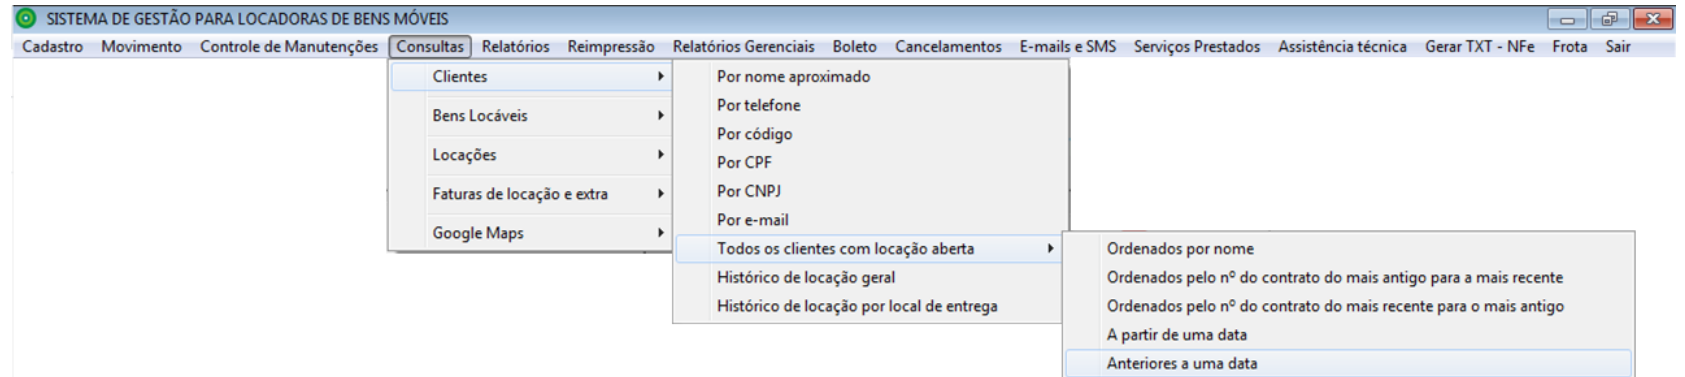 SISTEMA DE GESTÃO PARA LOCADORAS DE BENS MÓVEIS
Cadastro Movimento Controle de Manutenções Consultas Relatórios Reimpressão Relatórios Gerenciais Boleto Cancelamentos E-mails e SMS Serviços Prestados Assistência técnica Gerar TXT - NFe Frota Sair
Clientes
Bens Locáveis
Locações
Faturas de locação e extra
Google Maps
Por nome aproximado
Por telefone
Por código
Por CPF
Por CNPJ
Por e-mail
Todos os clientes com locação aberta
Histórico de locação geral
Histórico de locação por local de entrega
Ordenados por nome
Ordenados pelo nº do contrato do mais antigo para a mais recente
Ordenados pelo nº do contrato do mais recente para o mais antigo
A partir de uma data
Anteriores a uma data